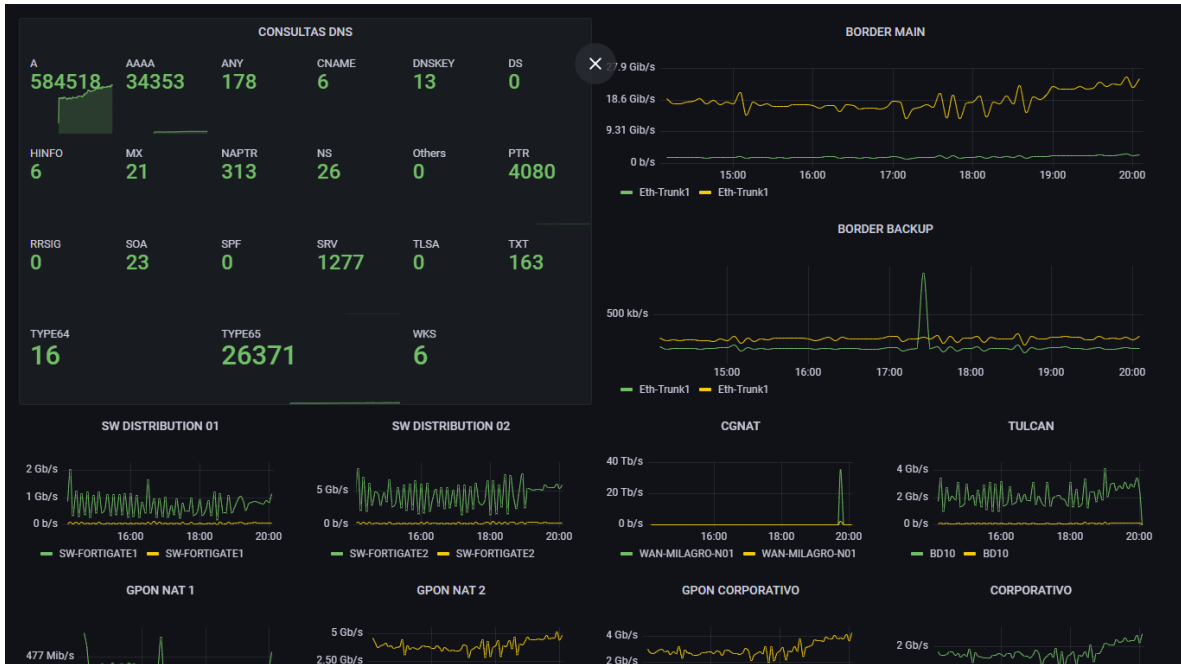 CONSULTAS DNS
A AAAA ANY CNAME DNSKEY DS
584518 34353 178 6 13 0
HINFO MX NAPTR NS Others PTR
6 21 313 26 0 4080
RRSIG SOA SPF SRV TLSA TXT
0 23 0 1277 0 163
TYPE64 TYPE65 WKS
16 26371 6
BORDER MAIN
27.9 Gib/s
18.6 Gib/s
9.31 Gib/s
0 b/s
15:00 16:00 17:00 18:00 19:00 20:00
Eth-Trunk1 Eth-Trunk1
BORDER BACKUP
500 kb/s
15:00 16:00 17:00 18:00 19:00 20:00
Eth-Trunk1 Eth-Trunk1
SW DISTRIBUTION 01
2 Gb/s
1 Gb/s
0 b/s
16:00 18:00 20:00
SW-FORTIGATE1 SW-FORTIGATE1
SW DISTRIBUTION 02
5 Gb/s
0 b/s
16:00 18:00 20:00
SW-FORTIGATE2 SW-FORTIGATE2
CGNAT
40 Tb/s
20 Tb/s
0 b/s
16:00 18:00 20:00
WAN-MILAGRO-N01 WAN-MILAGRO-N01
TULCAN
4 Gb/s
2 Gb/s
0 b/s
16:00 18:00 20:00
BD10 BD10
GPON NAT 1
477 Mib/s
GPON NAT 2
5 Gb/s
2.50 Gb/s
GPON CORPORATIVO
4 Gb/s
2 Gb/s
CORPORATIVO
2 Gb/s